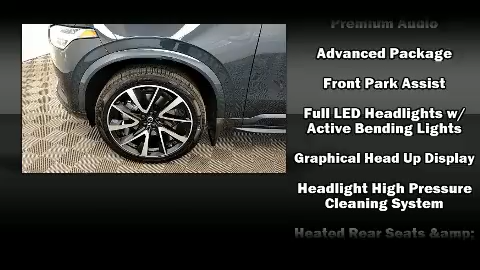 Premium Audio
Advanced Package
Front Park Assist
Full LED Headlights w/
Active Bending Lights
Graphical Head Up Display
Headlight High Pressure
Cleaning System
Heated Rear Seats &amp;